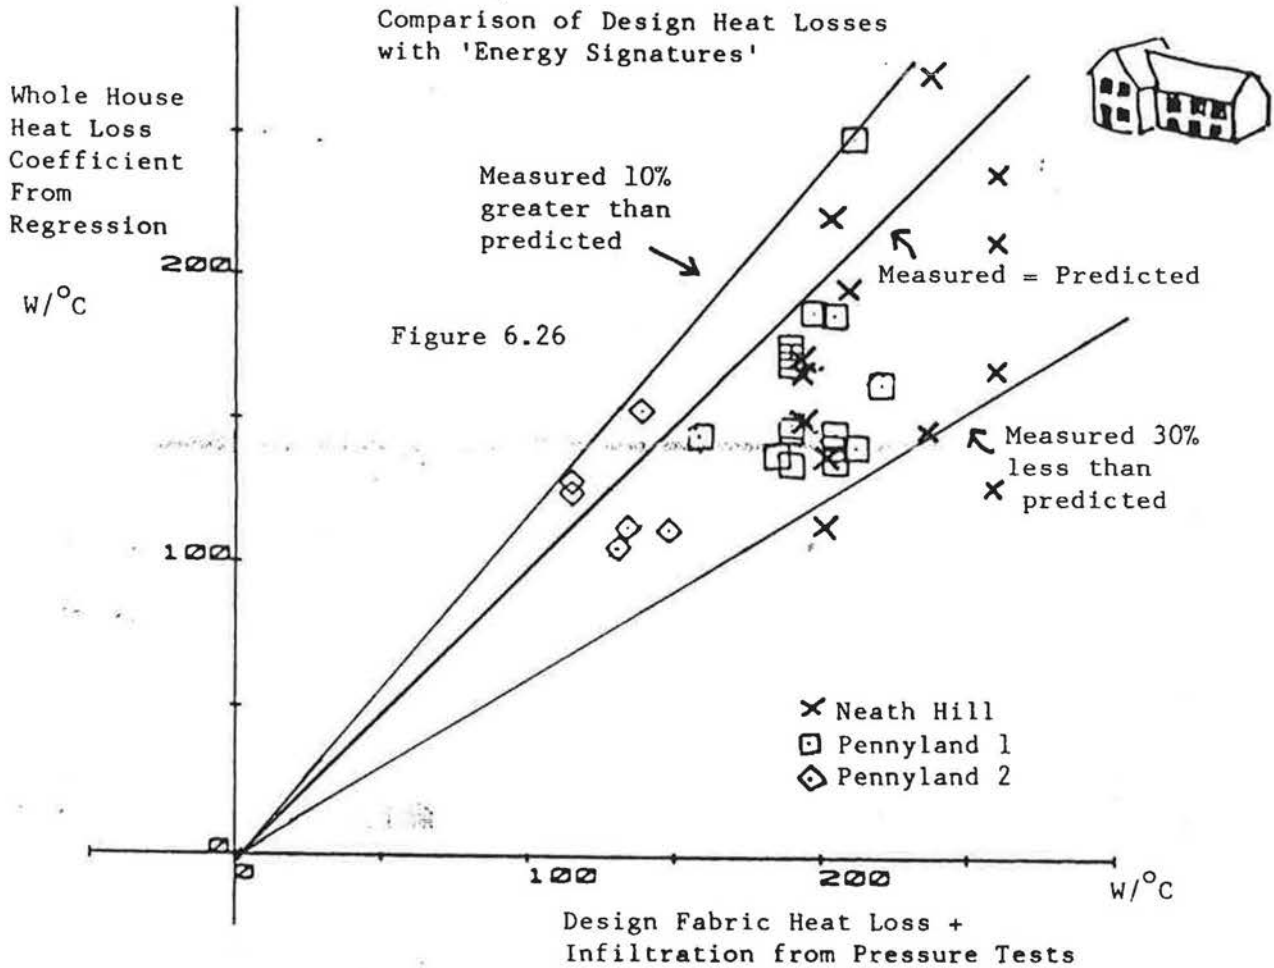 Comparison of Design Heat Losses
with 'Energy Signatures'
Whole House
Heat Loss
Coefficient
From
Regression
W/°C
Measured 10%
greater than
predicted
Measured = Predicted
Figure 6.26
Measured 30%
less than
predicted
200
100
0
Neath Hill
Pennyland 1
Pennyland 2
0
100
200
W/°C
Design Fabric Heat Loss +
Infiltration from Pressure Tests